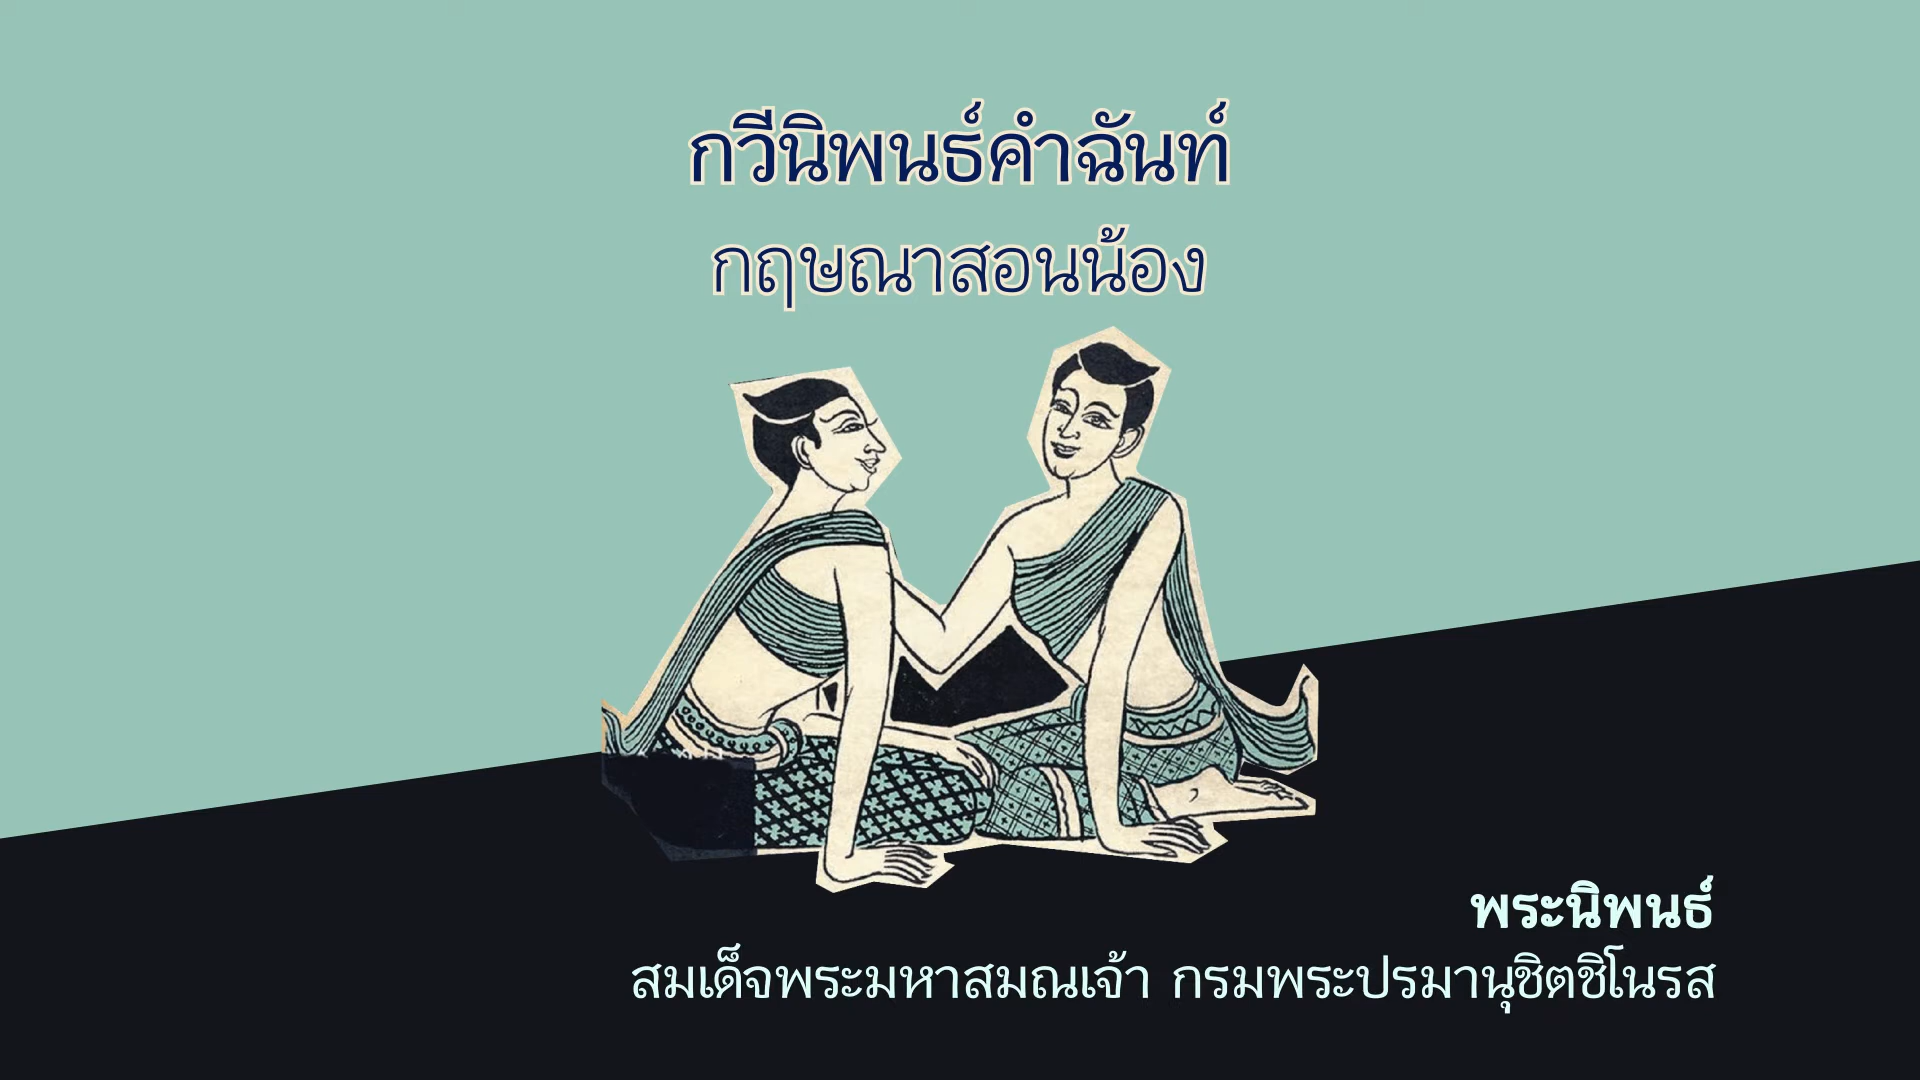 กวีนิพนธ์คำฉันท์
กฤษณาสอนน้อง
พระนิพนธ์
สมเด็จพระมหาสมณเจ้า กรมพระปรมานุชิตชิโนรส